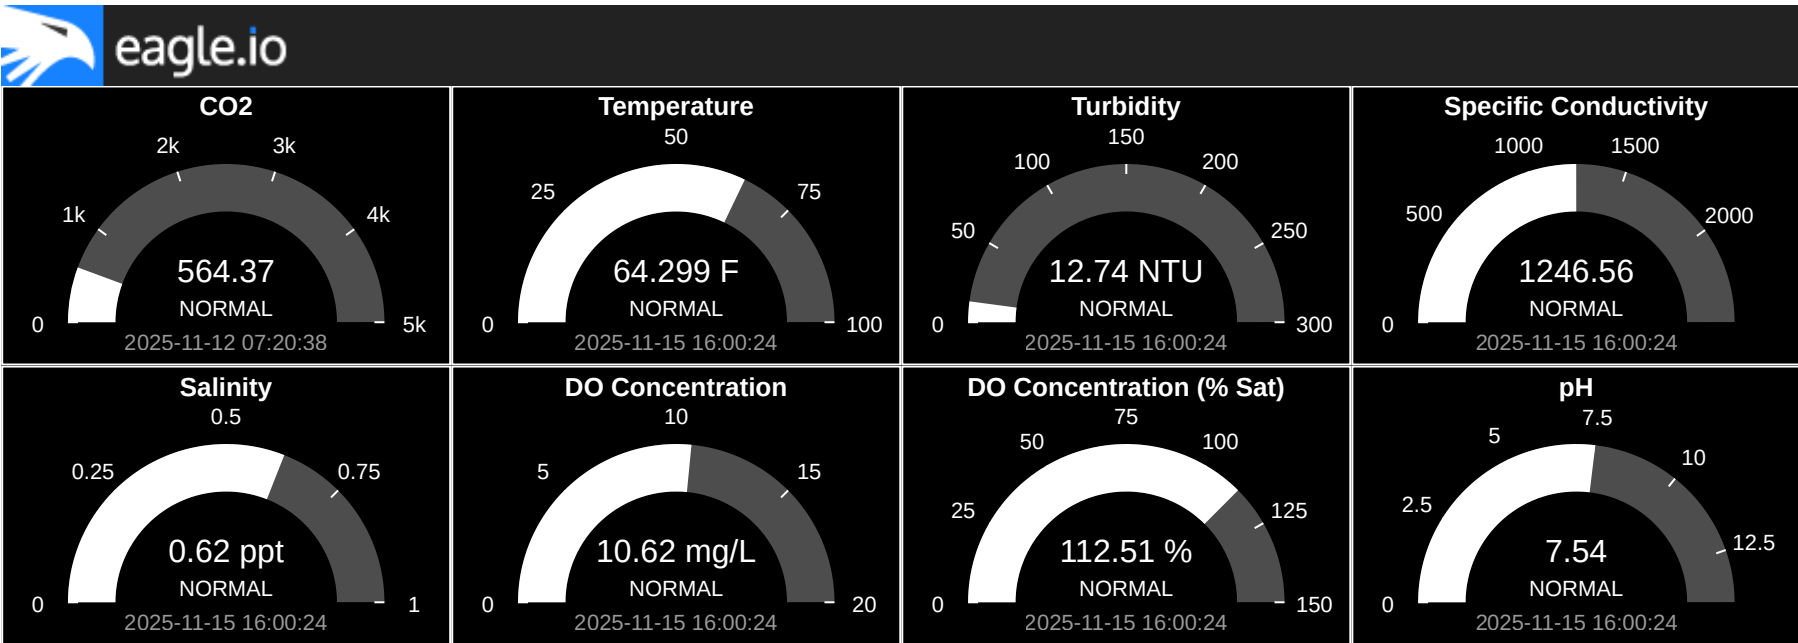 eagle.io
CO2
2k 3k
1k 4k
564.37
NORMAL
0 5k
2025-11-12 07:20:38
Temperature
50
25 75
64.299 F
NORMAL
0 100
2025-11-15 16:00:24
Turbidity
150
100 200
50 250
12.74 NTU
NORMAL
0 300
2025-11-15 16:00:24
Specific Conductivity
1000 1500
500 2000
1246.56
NORMAL
0
2025-11-15 16:00:24
Salinity
0.5
0.25 0.75
0.62 ppt
NORMAL
0 1
2025-11-15 16:00:24
DO Concentration
10
5 15
10.62 mg/L
NORMAL
0 20
2025-11-15 16:00:24
DO Concentration (% Sat)
75
50 100
25 125
112.51 %
NORMAL
0 150
2025-11-15 16:00:24
pH
7.5
5 10
2.5 12.5
7.54
NORMAL
0
2025-11-15 16:00:24